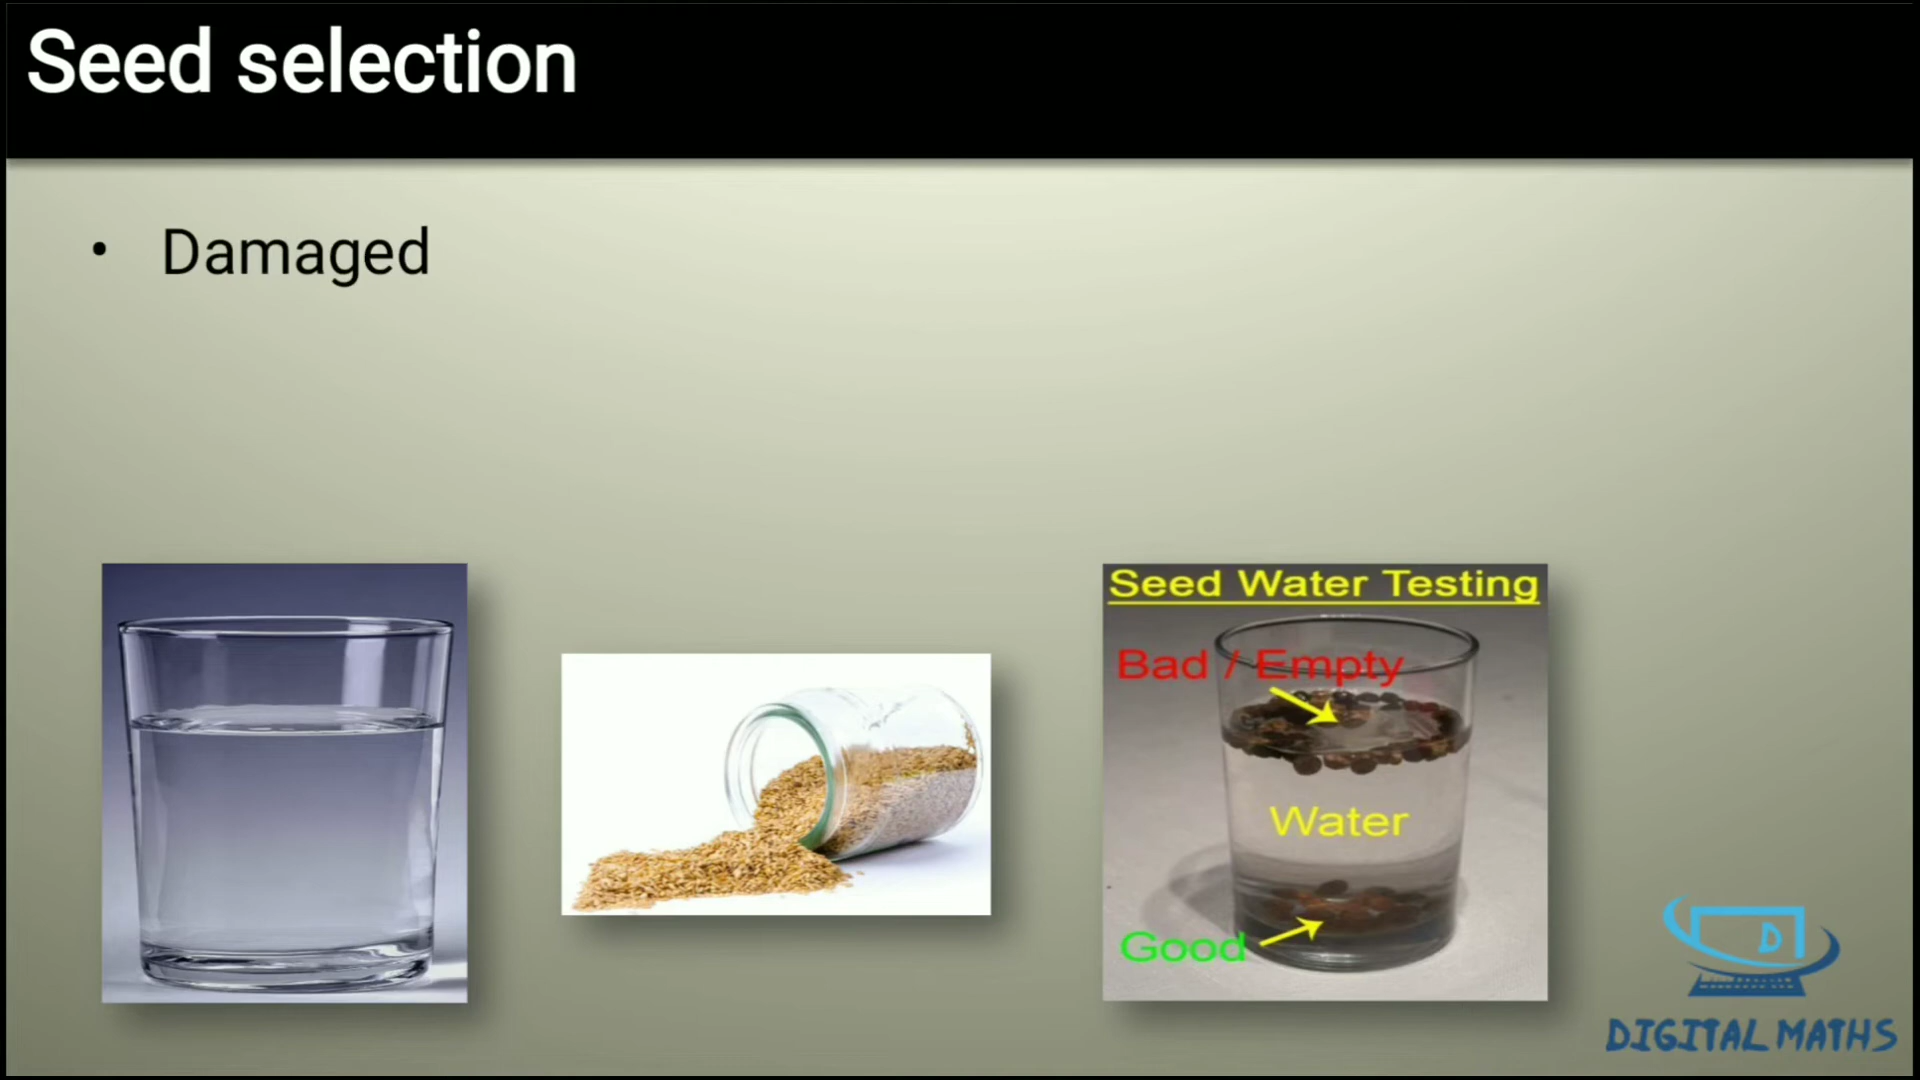 Seed selection
• Damaged
Seed Water Testing
Bad / Empty
Water
Good
D
DIGITAL MATHS